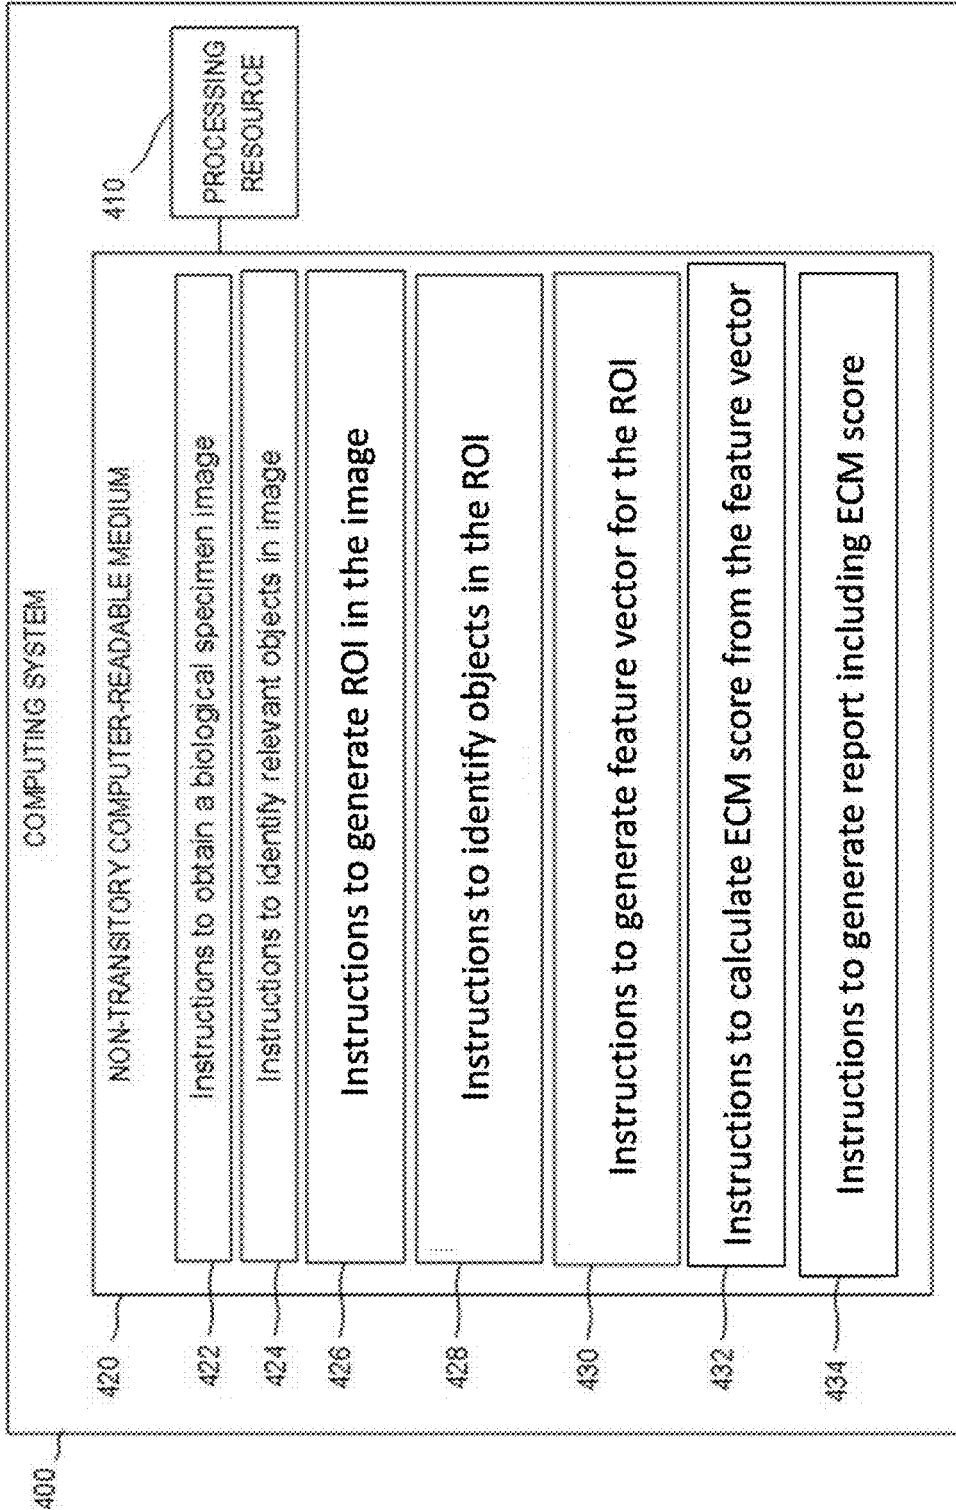 400
COMPUTING SYSTEM
420
NON-TRANSITORY COMPUTER-READABLE MEDIUM
410
PROCESSING
RESOURCE
422
Instructions to obtain a biological specimen image
424
Instructions to identify relevant objects in image
426
Instructions to generate ROI in the image
428
Instructions to identify objects in the ROI
430
Instructions to generate feature vector for the ROI
432
Instructions to calculate ECM score from the feature vector
434
Instructions to generate report including ECM score